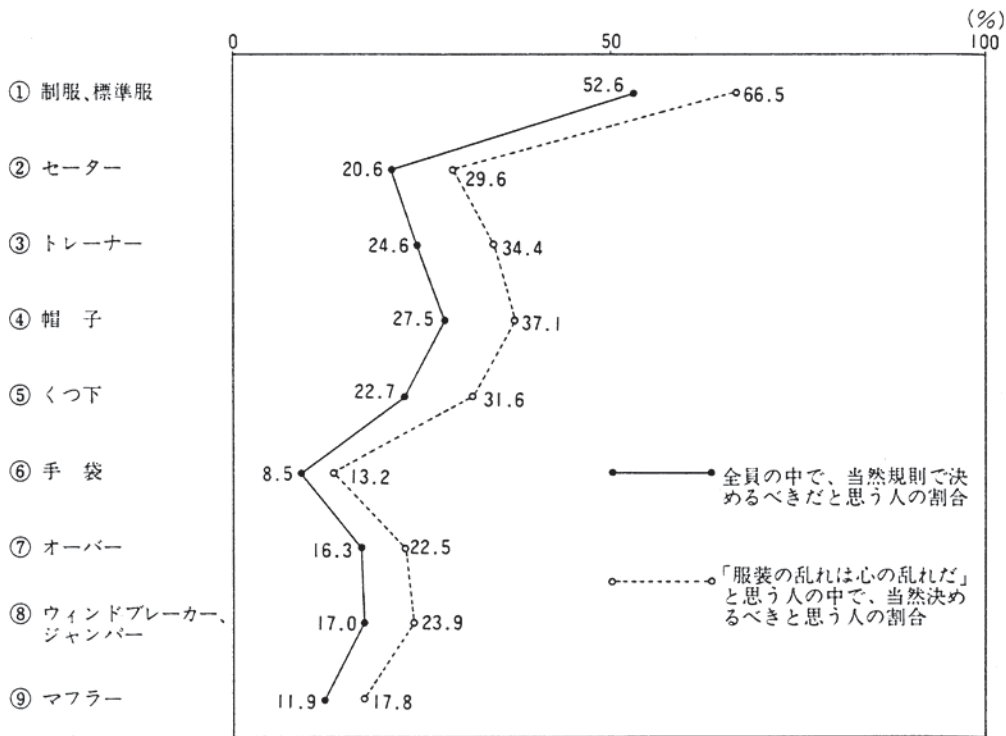 (%)
0 50 100
① 制服、標準服 52.6 66.5
② セーター 20.6 29.6
③ トレーナー 24.6 34.4
④ 帽 子 27.5 37.1
⑤ くつ下 22.7 31.6
⑥ 手 袋 8.5 13.2
全員の中で、当然規則で決
めるべきだと思う人の割合
⑦ オーバー 16.3 22.5
「服装の乱れは心の乱れだ」
と思う人の中で、当然決め
るべきと思う人の割合
⑧ ウィンドブレーカー、
ジャンパー 17.0 23.9
⑨ マフラー 11.9 17.8